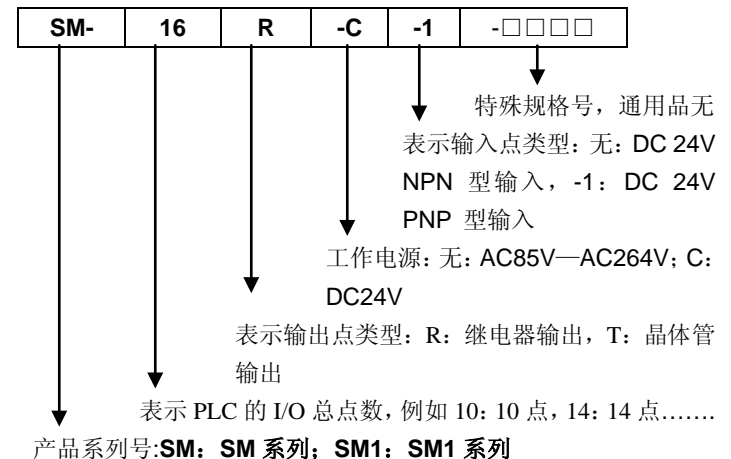 SM- 16 R -C -1 -□□□□
特殊规格号，通用品无
表示输入点类型：无：DC 24V
NPN 型输入，-1：DC 24V
PNP 型输入
工作电源：无：AC85V—AC264V；C：
DC24V
表示输出点类型：R：继电器输出，T：晶体管
输出
表示 PLC 的 I/O 总点数，例如 10：10 点，14：14 点…….
产品系列号:SM：SM 系列；SM1：SM1 系列